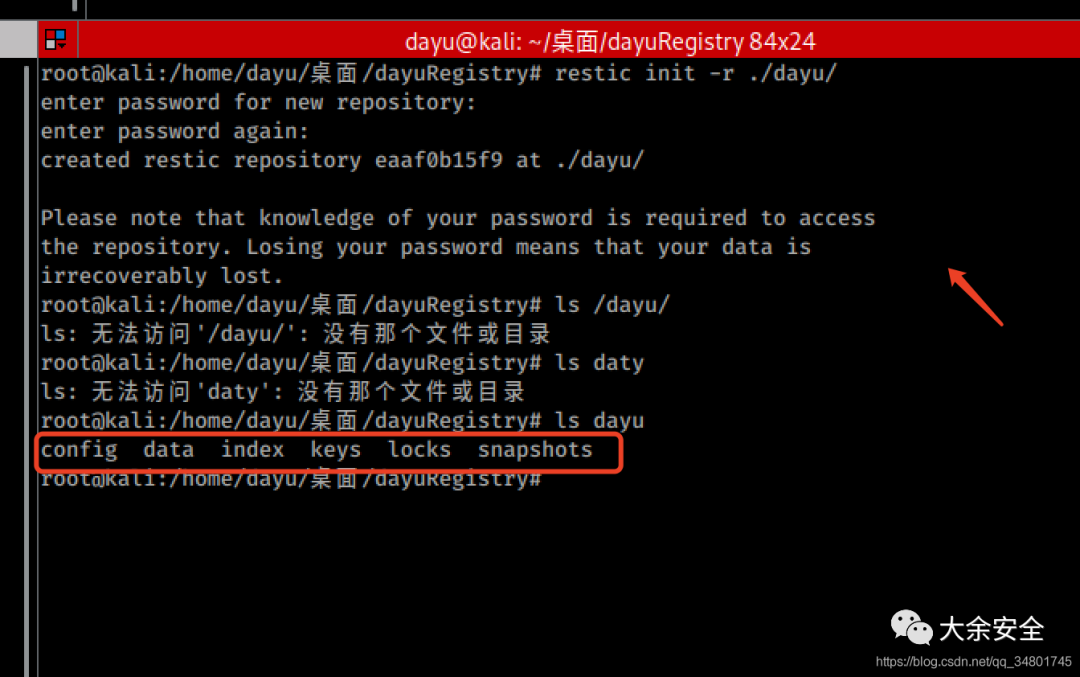 dayu@kali: ~/桌面/dayuRegistry 84x24
root@kali:/home/dayu/桌面/dayuRegistry# restic init -r ./dayu/
enter password for new repository:
enter password again:
created restic repository eaaf0b15f9 at ./dayu/
Please note that knowledge of your password is required to access
the repository. Losing your password means that your data is
irrecoverably lost.
root@kali:/home/dayu/桌面/dayuRegistry# ls /dayu/
ls: 无法访问'/dayu/': 没有那个文件或目录
root@kali:/home/dayu/桌面/dayuRegistry# ls daty
ls: 无法访问'daty': 没有那个文件或目录
root@kali:/home/dayu/桌面/dayuRegistry# ls dayu
config data index keys locks snapshots
root@kali:/home/dayu/桌面/dayuRegistry#
大余安全
https://blog.csdn.net/qq_34801745